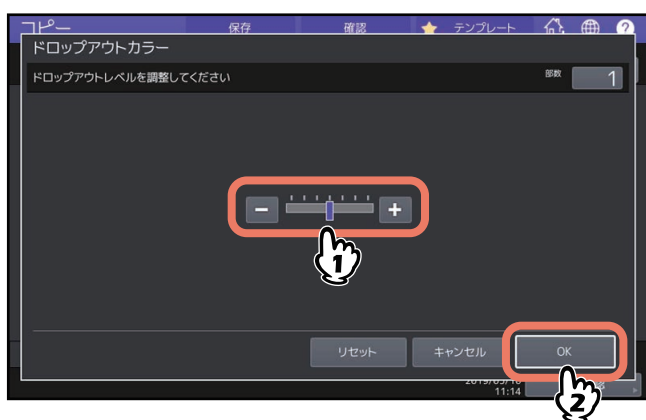 コピー 保存 確認 テンプレート ?
ドロップアウトカラー
ドロップアウトレベルを調整してください 部数 1
− +
1
リセット キャンセル OK
11:14
2